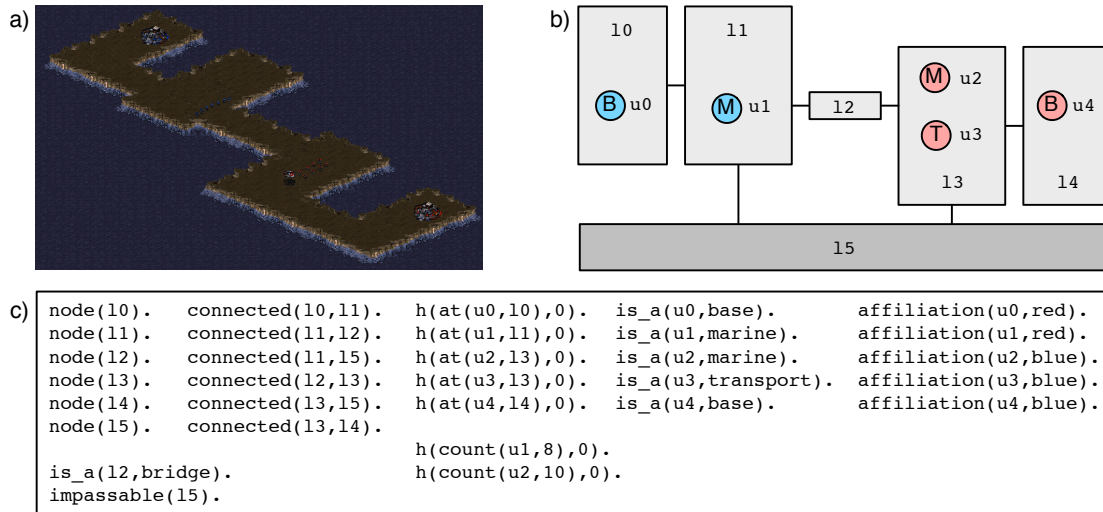 a)
b)
l0
l1
B u0
M u1
l2
M u2
T u3
l3
B u4
l4
l5
c)
node(l0). connected(l0,l1). h(at(u0,l0),0). is_a(u0,base). affiliation(u0,red).
node(l1). connected(l1,l2). h(at(u1,l1),0). is_a(u1,marine). affiliation(u1,red).
node(l2). connected(l1,l5). h(at(u2,l3),0). is_a(u2,marine). affiliation(u2,blue).
node(l3). connected(l2,l3). h(at(u3,l3),0). is_a(u3,transport). affiliation(u3,blue).
node(l4). connected(l3,l5). h(at(u4,l4),0). is_a(u4,base). affiliation(u4,blue).
node(l5). connected(l3,l4).
h(count(u1,8),0).
is_a(l2,bridge). h(count(u2,10),0).
impassable(l5).